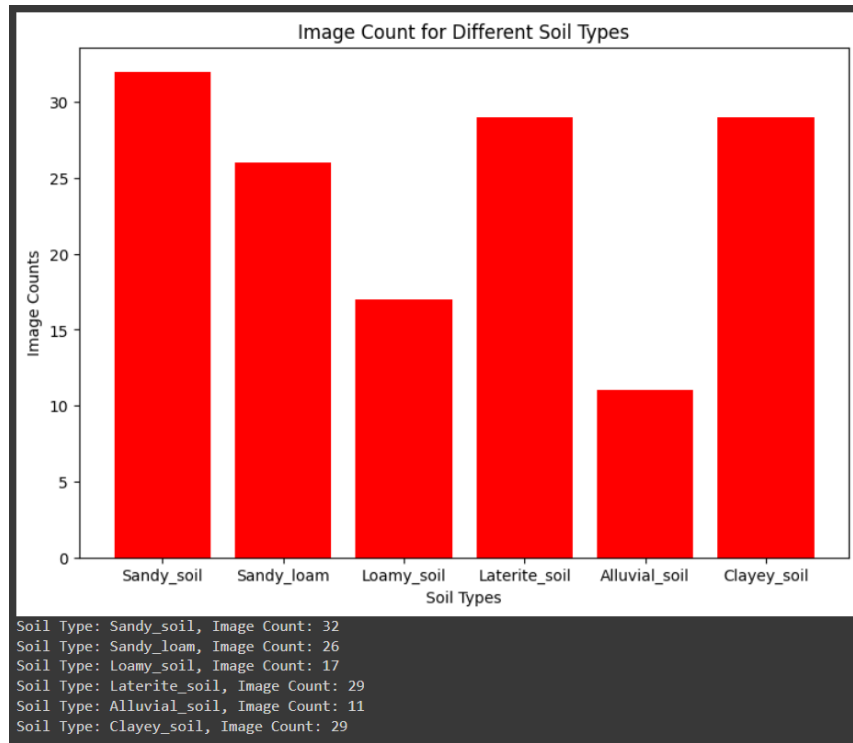 Image Count for Different Soil Types
30
25
20
15
10
5
0
Image Counts
Sandy_soil Sandy_loam Loamy_soil Laterite_soil Alluvial_soil Clayey_soil
Soil Types
Soil Type: Sandy_soil, Image Count: 32
Soil Type: Sandy_loam, Image Count: 26
Soil Type: Loamy_soil, Image Count: 17
Soil Type: Laterite_soil, Image Count: 29
Soil Type: Alluvial_soil, Image Count: 11
Soil Type: Clayey_soil, Image Count: 29